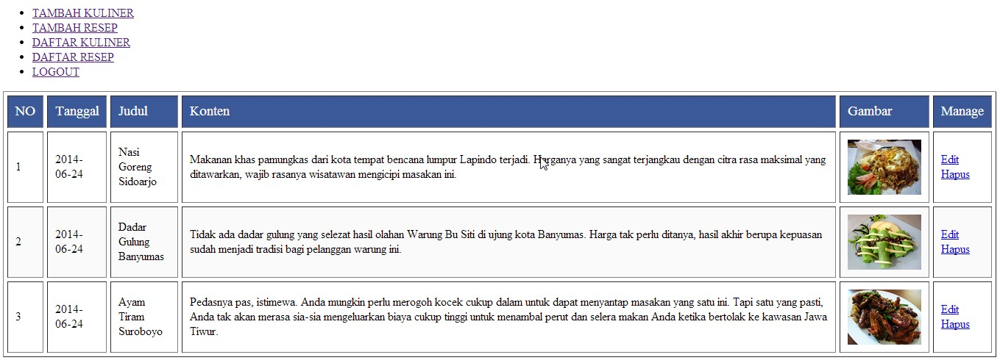 TAMBAH KULINER
TAMBAH RESEP
DAFTAR KULINER
DAFTAR RESEP
LOGOUT
NO Tanggal Judul Konten Gambar Manage
1
2014-
06-24
Nasi
Goreng
Sidoarjo
Makanan khas pamungkas dari kota tempat bencana lumpur Lapindo terjadi. Harganya yang sangat terjangkau dengan citra rasa maksimal yang
ditawarkan, wajib rasanya wisatawan mengicipi masakan ini.
Edit
Hapus
2
2014-
06-24
Dadar
Gulung
Banyumas
Tidak ada dadar gulung yang selezat hasil olahan Warung Bu Siti di ujung kota Banyumas. Harga tak perlu ditanya, hasil akhir berupa kepuasan
sudah menjadi tradisi bagi pelanggan warung ini.
Edit
Hapus
3
2014-
06-24
Ayam
Tiram
Suroboyo
Pedasnya pas, istimewa. Anda mungkin perlu merogoh kocek cukup dalam untuk dapat menyantap masakan yang satu ini. Tapi satu yang pasti,
Anda tak akan merasa sia-sia mengeluarkan biaya cukup tinggi untuk menambal perut dan selera makan Anda ketika bertolak ke kawasan Jawa
Tiwur.
Edit
Hapus